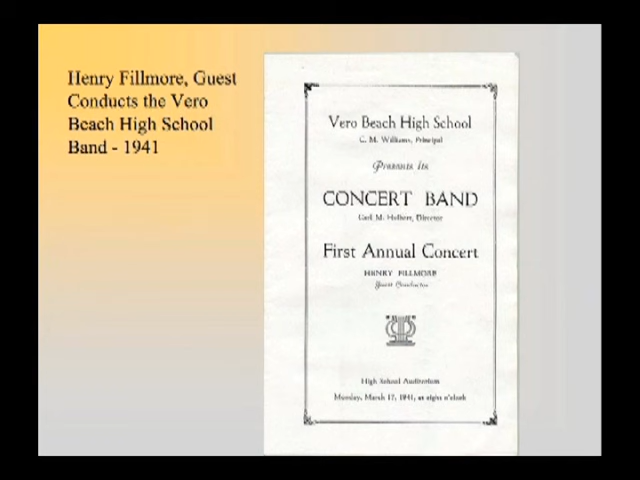 Henry Fillmore, Guest
Conducts the Vero
Beach High School
Band - 1941
Vero Beach High School
C. M. Williams, Principal
Presents its
CONCERT BAND
Director
First Annual Concert
HENRY FILLMORE
Guest Conductor
High School Auditorium
Monday, March 17, 1941, at eight o'clock